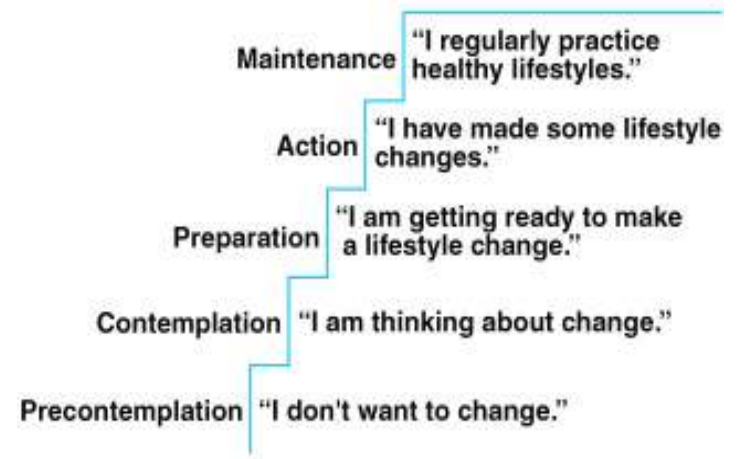 Maintenance
“I regularly practice
healthy lifestyles.”
Action
“I have made some lifestyle
changes.”
Preparation
“I am getting ready to make
a lifestyle change.”
Contemplation
“I am thinking about change.”
Precontemplation
“I don't want to change.”